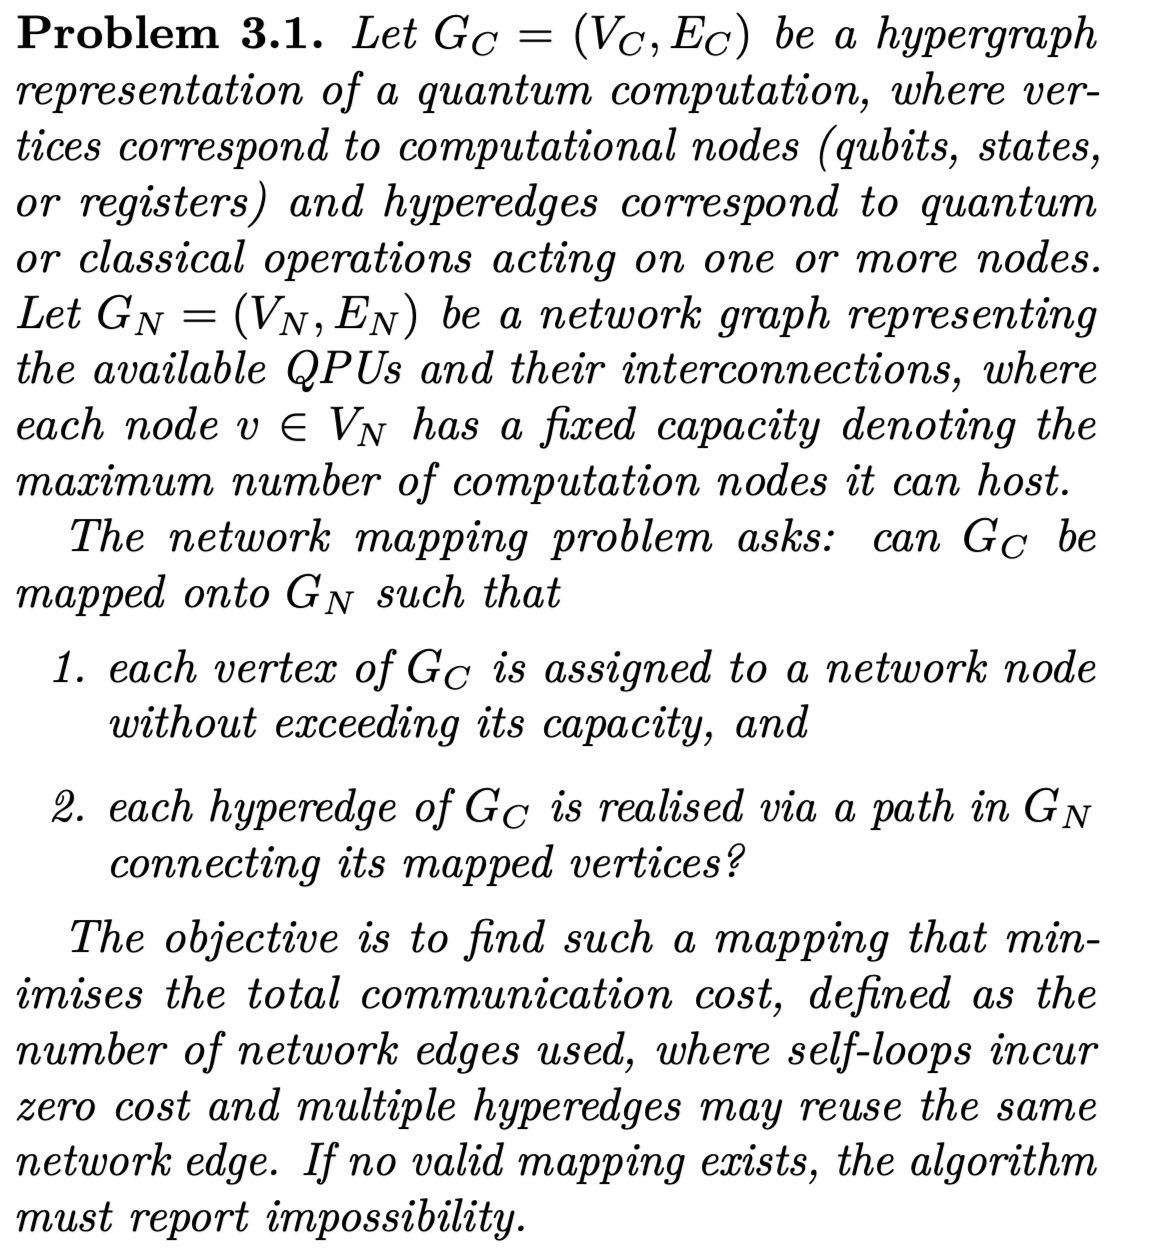 Problem 3.1. Let G_C = (V_C, E_C) be a hypergraph
representation of a quantum computation, where ver-
tices correspond to computational nodes (qubits, states,
or registers) and hyperedges correspond to quantum
or classical operations acting on one or more nodes.
Let G_N = (V_N, E_N) be a network graph representing
the available QPUs and their interconnections, where
each node v ∈ V_N has a fixed capacity denoting the
maximum number of computation nodes it can host.
The network mapping problem asks: can G_C be
mapped onto G_N such that
1. each vertex of G_C is assigned to a network node
without exceeding its capacity, and
2. each hyperedge of G_C is realised via a path in G_N
connecting its mapped vertices?
The objective is to find such a mapping that min-
imises the total communication cost, defined as the
number of network edges used, where self-loops incur
zero cost and multiple hyperedges may reuse the same
network edge. If no valid mapping exists, the algorithm
must report impossibility.